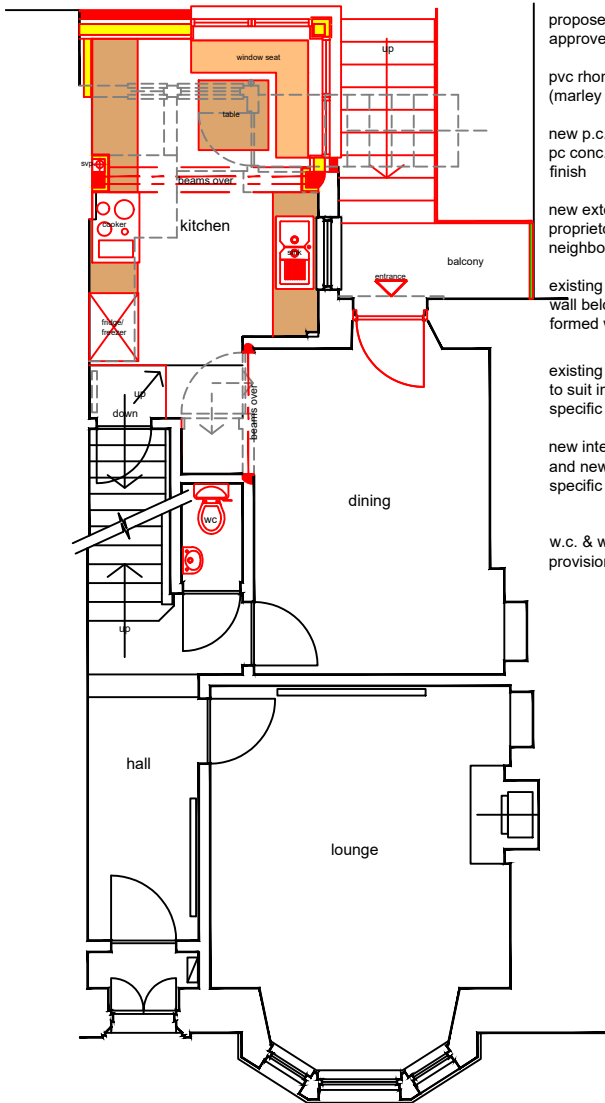 propose
approve
pvc rhon
(marley
new p.c.
pc conc.
finish
new exte
proprieto
neighbo
existing
wall belo
formed v
existing
to suit in
specific
new inte
and new
specific
w.c. & w
provision
window seat
up
table
svp
beams over
cooker
kitchen
sink
balcony
entrance
fridge/
freezer
up
down
beams over
dining
wc
up
hall
lounge